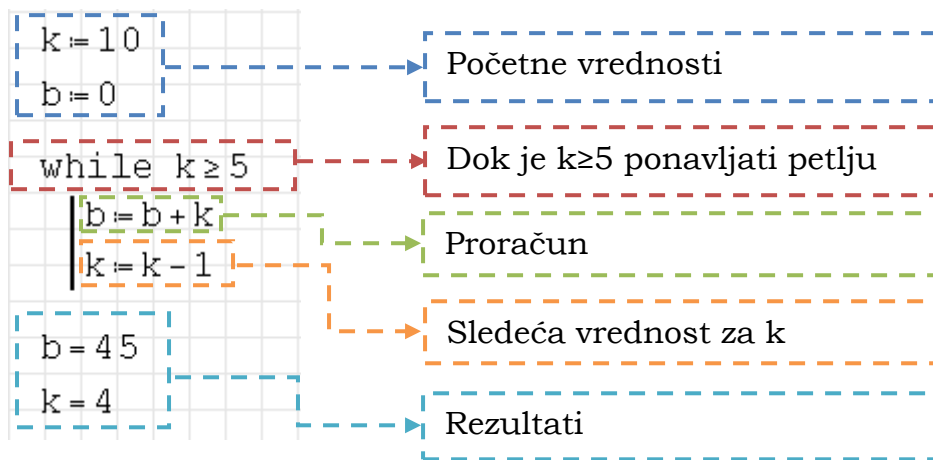 k≔10
b≔0
while k≥5
b≔b+k
k≔k-1
b=45
k=4
Početne vrednosti
Dok je k≥5 ponavljati petlju
Proračun
Sledeća vrednost za k
Rezultati